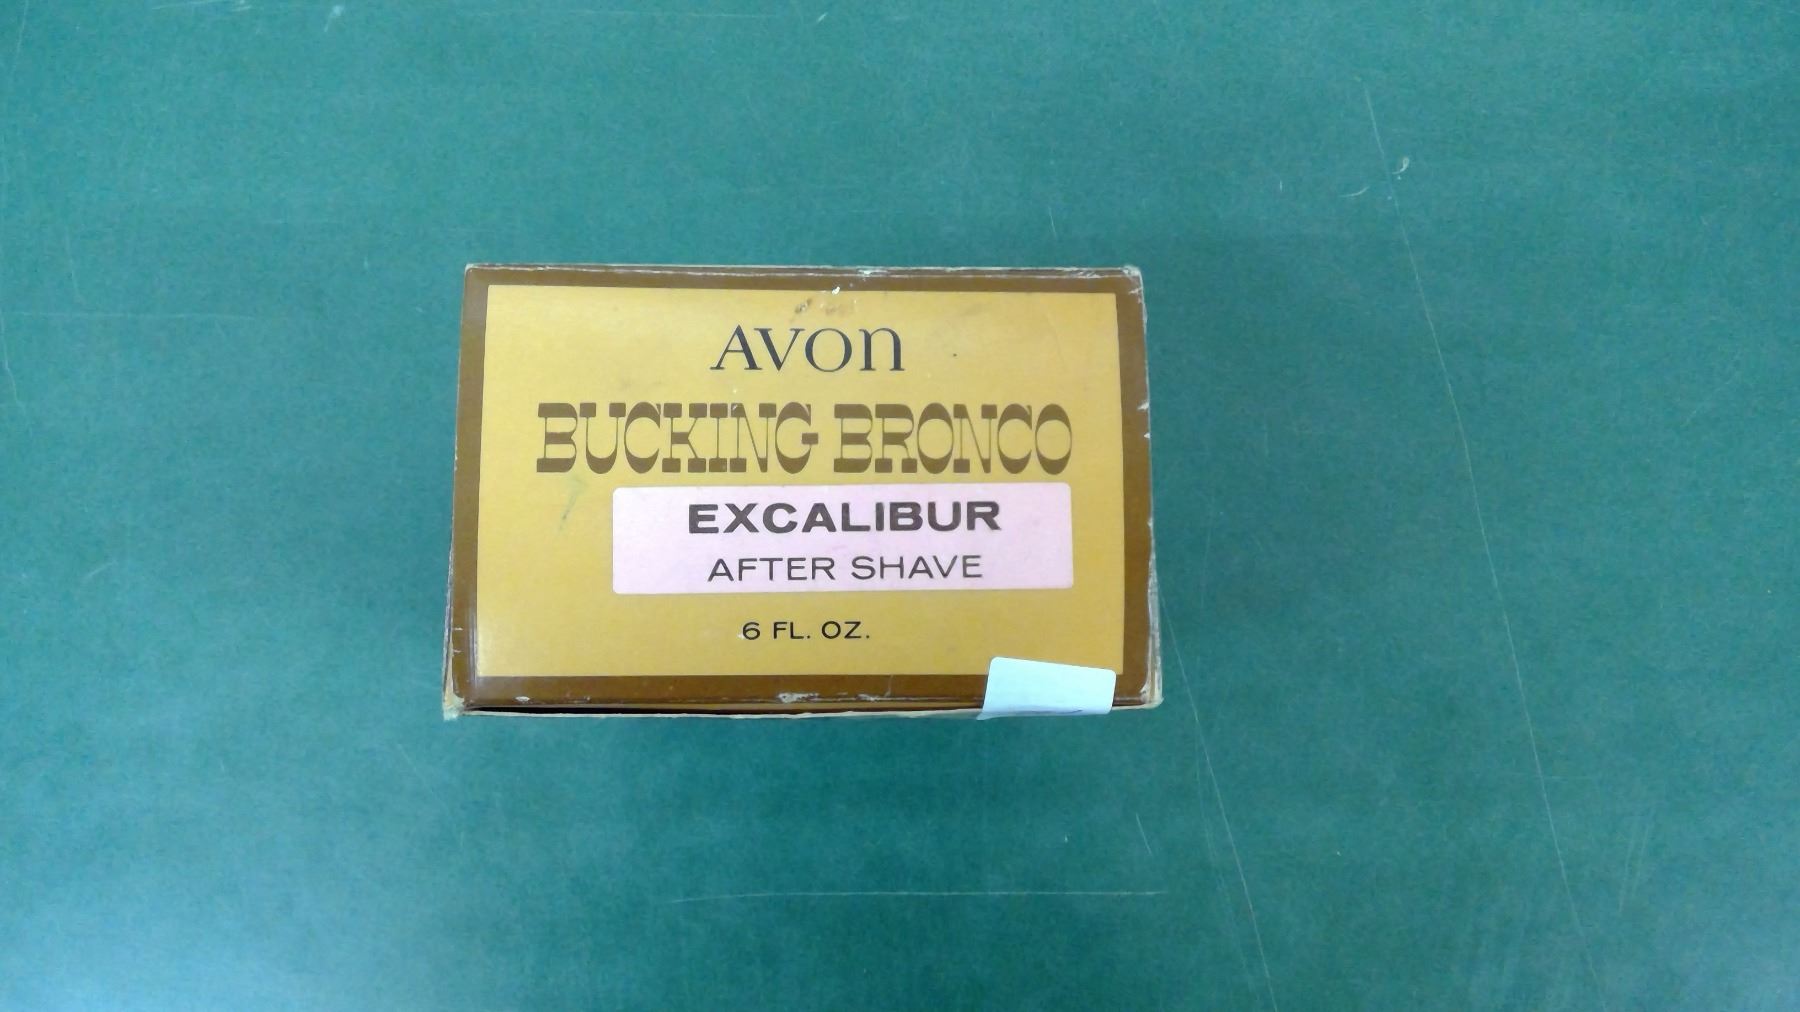 AVON
BUCKING BRONCO
EXCALIBUR
AFTER SHAVE
6 FL. OZ.